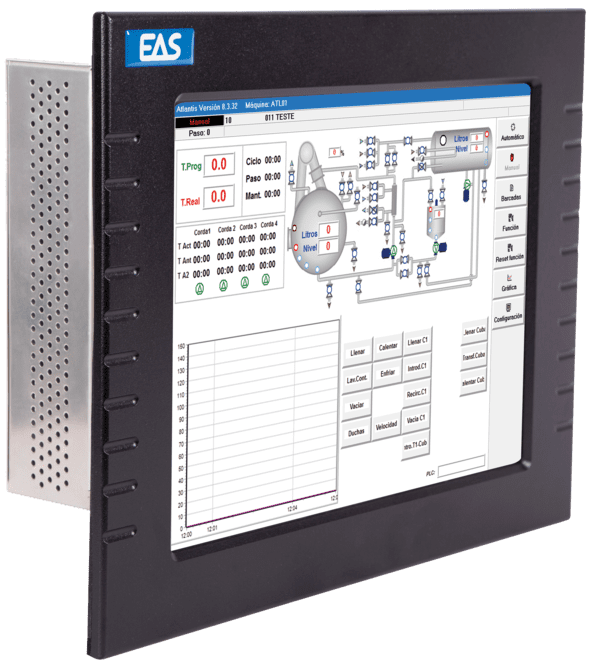 EAS
Atlantis Versión 8.3.32 Máquina: ATL01
Manual 10 011 TESTE
Paso: 0
T.Prog 0.0
T.Real 0.0
Ciclo 00:00
Paso 00:00
Mant. 00:00
Corda1 Corda 2 Corda 3 Corda 4
T Act 00:00 00:00 00:00 00:00
T Ant 00:00 00:00 00:00 00:00
T A2 00:00 00:00 00:00 00:00
0 %
Litros 0
Nivel 0
Litros 0
Nivel 0
0
Automático
Manual
Barcadas
Función
Reset función
Gráfica
Configuración
150
140
130
120
110
100
90
80
70
60
50
40
30
20
10
0
12:00 12:01 12:04
Llenar Calentar Llenar C1
Lav.Cont. Enfriar Introd.C1
Vaciar Recirc.C1
Duchas Velocidad Vacia C1
.Llenar Cubo
Transf.Cubo
PLC: